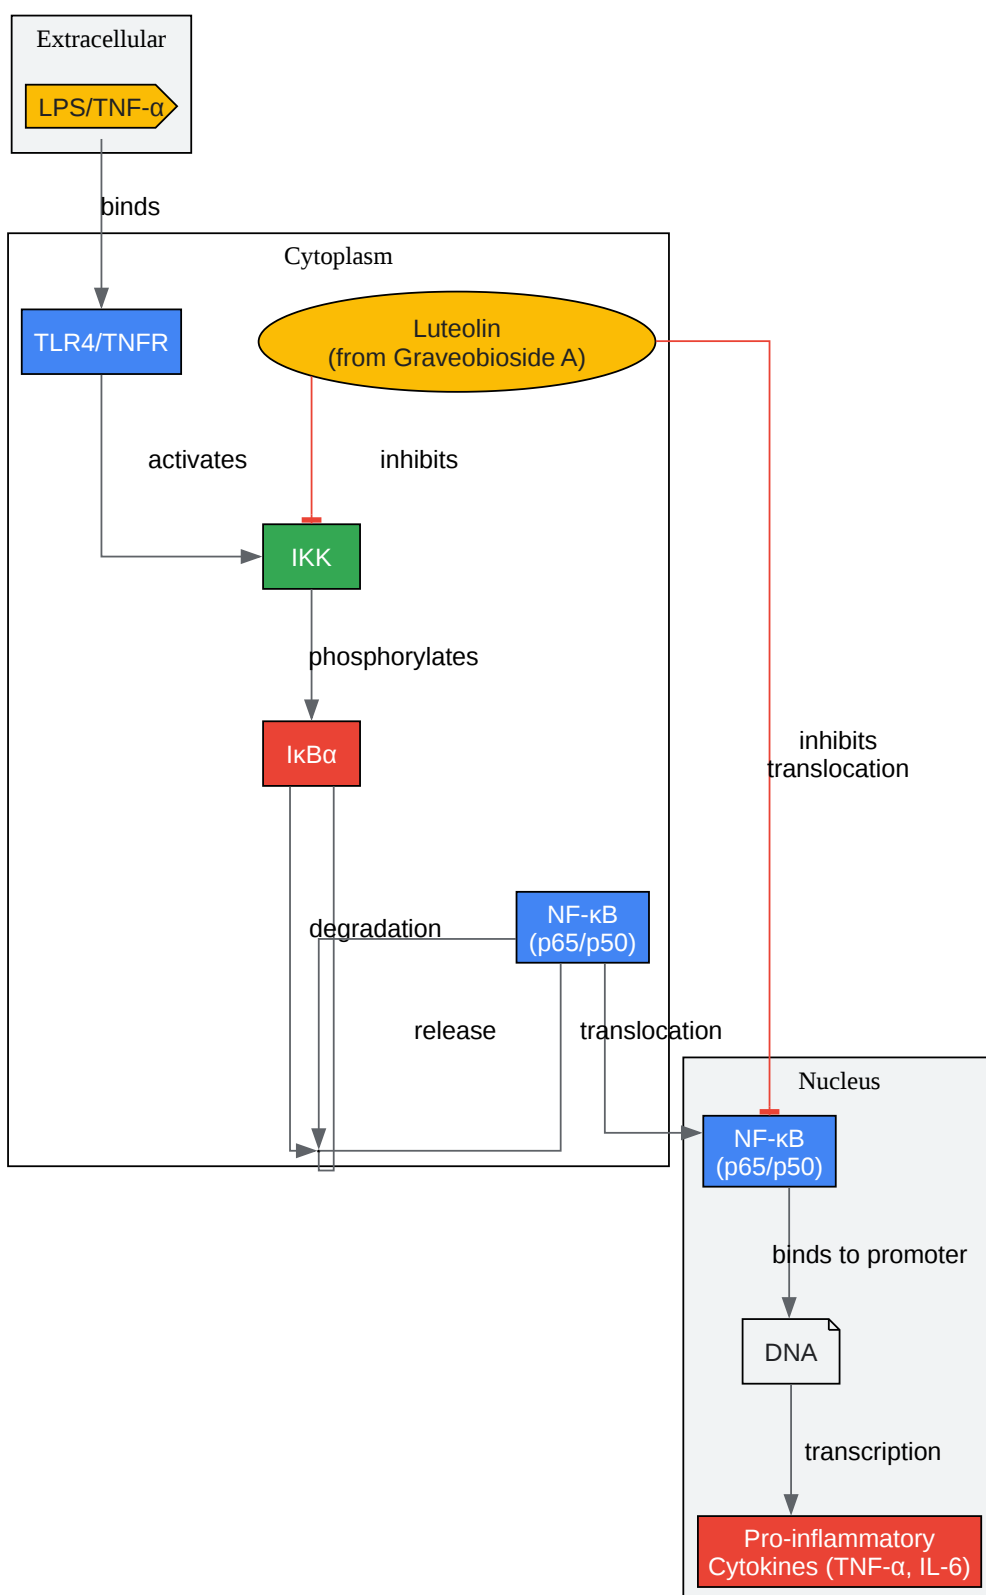 Extracellular
LPS/TNF-α
binds
Cytoplasm
TLR4/TNFR
Luteolin
(from Graveobioside A)
activates
inhibits
IKK
phosphorylates
IκBα
inhibits
translocation
NF-κB
(p65/p50)
degradation
release
translocation
Nucleus
NF-κB
(p65/p50)
binds to promoter
DNA
transcription
Pro-inflammatory
Cytokines (TNF-α, IL-6)